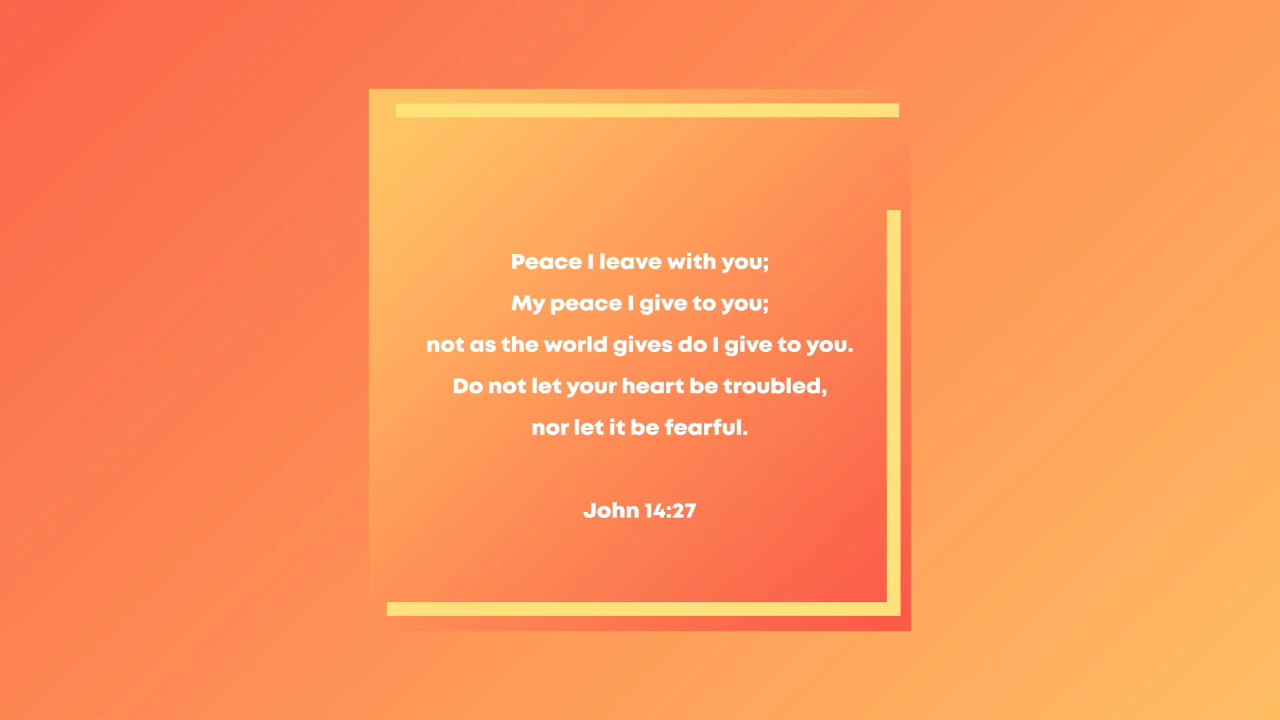 Peace I leave with you;
My peace I give to you;
not as the world gives do I give to you.
Do not let your heart be troubled,
nor let it be fearful.
John 14:27